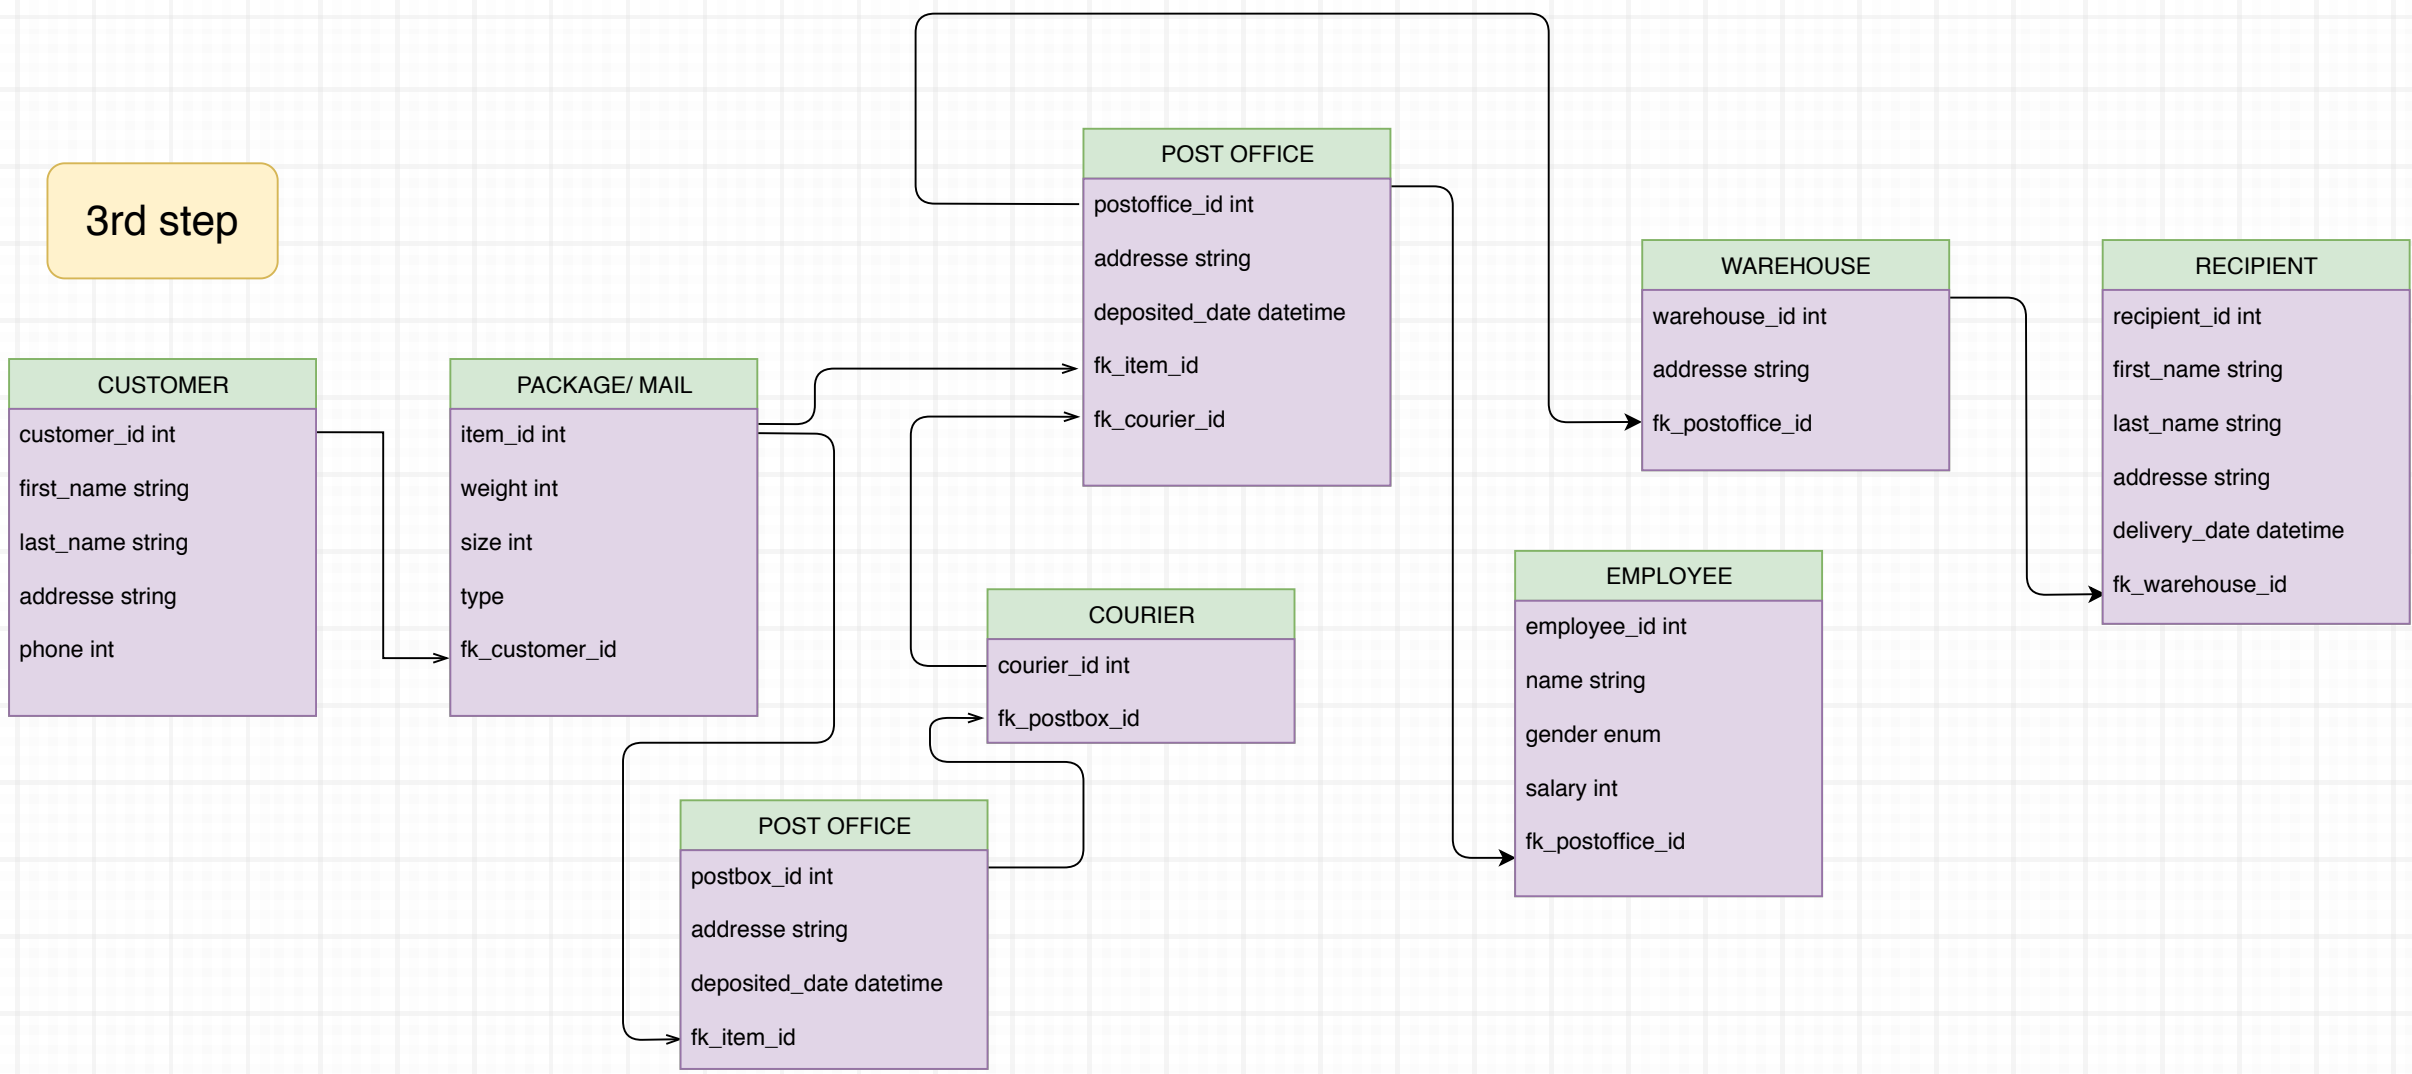 3rd step
CUSTOMER
customer_id int
first_name string
last_name string
addresse string
phone int
PACKAGE/ MAIL
item_id int
weight int
size int
type
fk_customer_id
POST OFFICE
postoffice_id int
addresse string
deposited_date datetime
fk_item_id
fk_courier_id
COURIER
courier_id int
fk_postbox_id
POST OFFICE
postbox_id int
addresse string
deposited_date datetime
fk_item_id
WAREHOUSE
warehouse_id int
addresse string
fk_postoffice_id
EMPLOYEE
employee_id int
name string
gender enum
salary int
fk_postoffice_id
RECIPIENT
recipient_id int
first_name string
last_name string
addresse string
delivery_date datetime
fk_warehouse_id